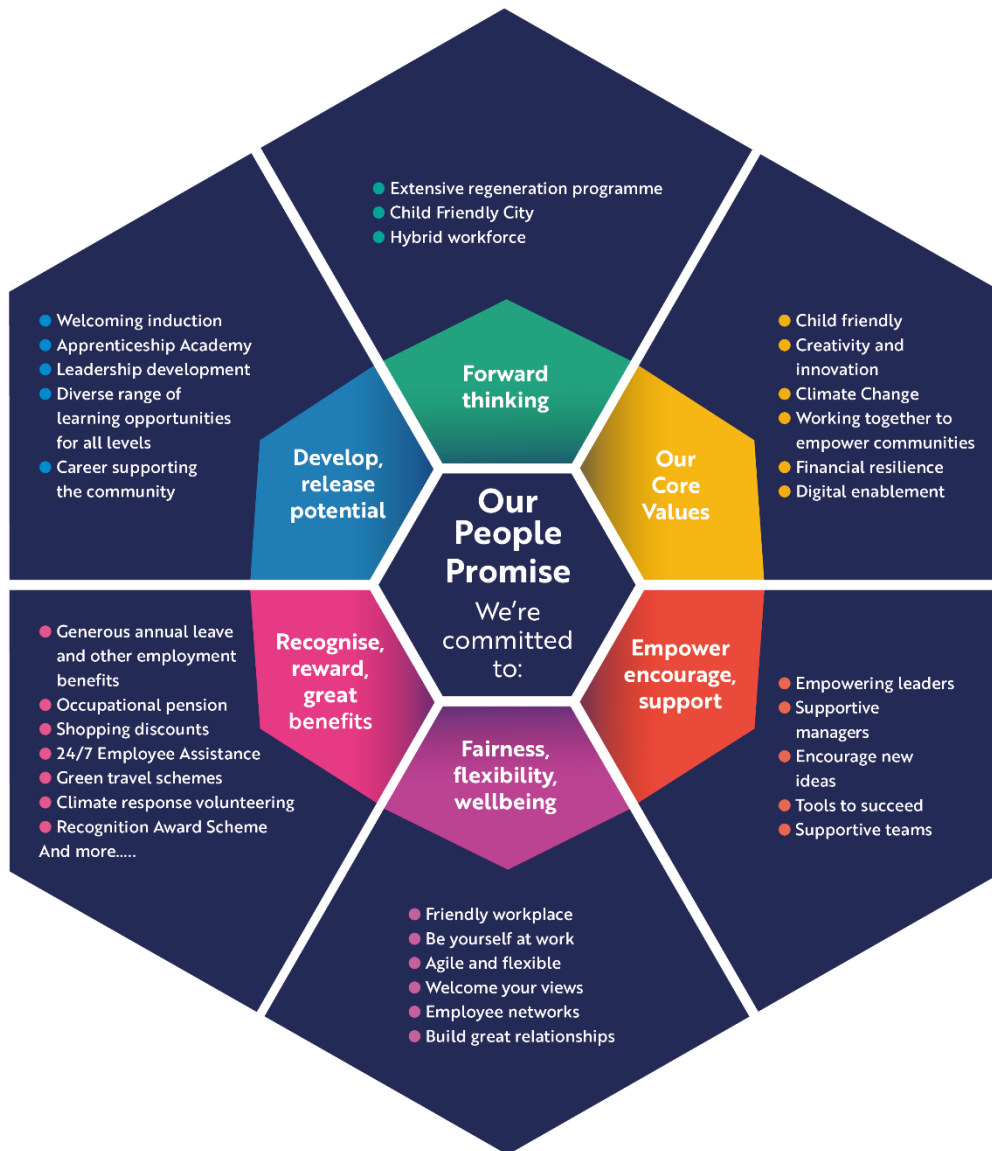 Our
People
Promise
We're
committed
to:
Forward
thinking
Extensive regeneration programme
Child Friendly City
Hybrid workforce
Our
Core
Values
Child friendly
Creativity and
innovation
Climate Change
Working together to
empower communities
Financial resilience
Digital enablement
Empower
encourage,
support
Empowering leaders
Supportive
managers
Encourage new
ideas
Tools to succeed
Supportive teams
Fairness,
flexibility,
wellbeing
Friendly workplace
Be yourself at work
Agile and flexible
Welcome your views
Employee networks
Build great relationships
Recognise,
reward,
great
benefits
Generous annual leave
and other employment
benefits
Occupational pension
Shopping discounts
24/7 Employee Assistance
Green travel schemes
Climate response volunteering
Recognition Award Scheme
And more.....
Develop,
release
potential
Welcoming induction
Apprenticeship Academy
Leadership development
Diverse range of
learning opportunities
for all levels
Career supporting
the community